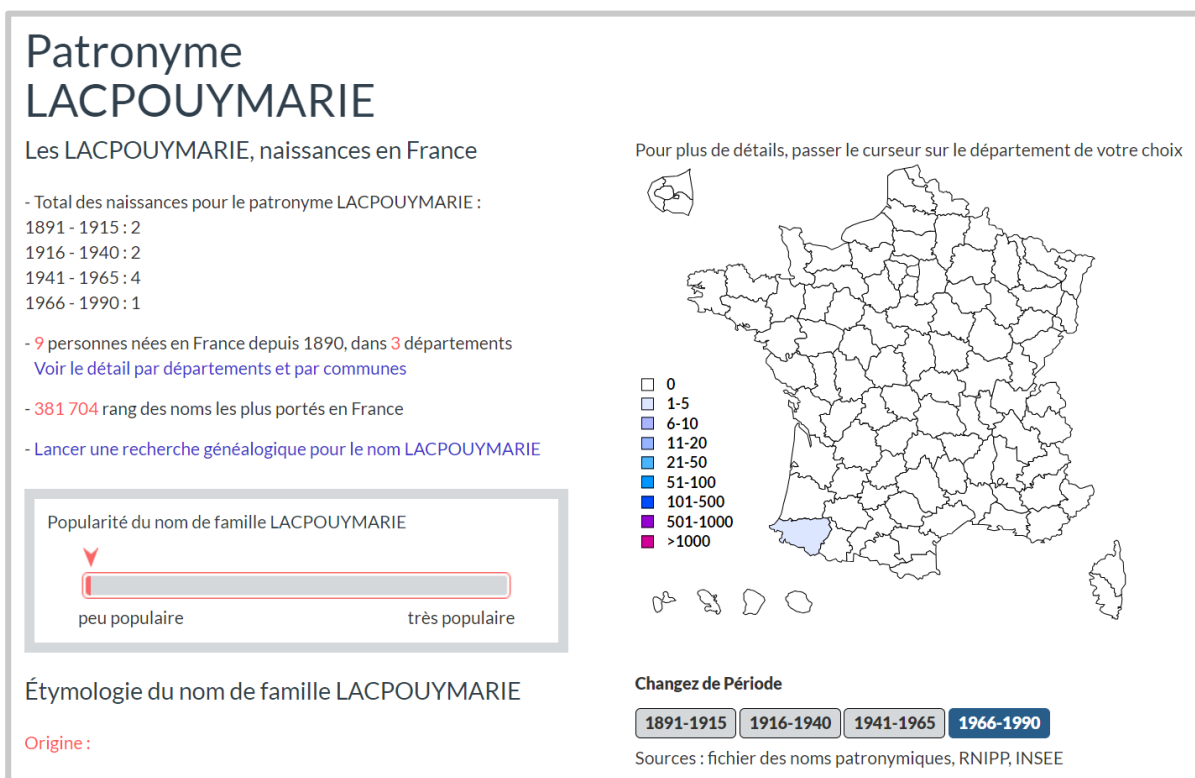 Patronyme
LACPOUYMARIE
Les LACPOUYMARIE, naissances en France
- Total des naissances pour le patronyme LACPOUYMARIE :
1891 - 1915 : 2
1916 - 1940 : 2
1941 - 1965 : 4
1966 - 1990 : 1
- 9 personnes nées en France depuis 1890, dans 3 départements
Voir le détail par départements et par communes
- 381 704 rang des noms les plus portés en France
- Lancer une recherche généalogique pour le nom LACPOUYMARIE
Popularité du nom de famille LACPOUYMARIE
peu populaire
très populaire
Étymologie du nom de famille LACPOUYMARIE
Origine :
Pour plus de détails, passer le curseur sur le département de votre choix
0
1-5
6-10
11-20
21-50
51-100
101-500
501-1000
>1000
Changez de Période
1891-1915 1916-1940 1941-1965 1966-1990
Sources : fichier des noms patronymiques, RNIPP, INSEE